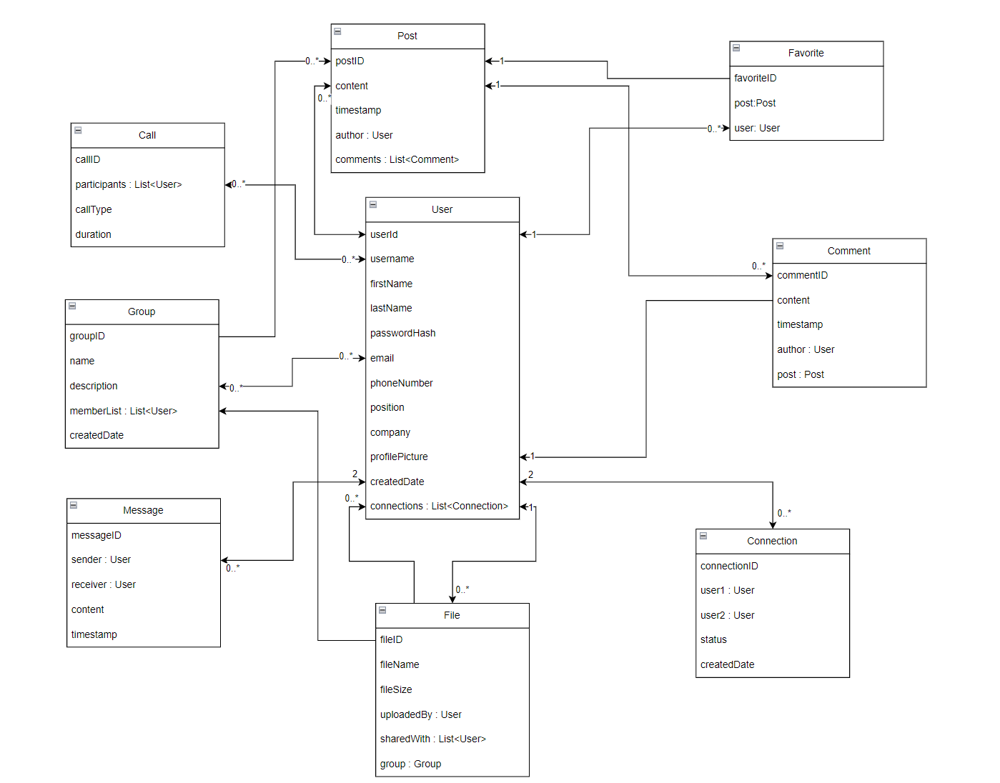 Post
postID
content
timestamp
author : User
comments : List<Comment>
0..*
0..*
1
1
Favorite
favoriteID
post:Post
user: User
0..*
Call
callID
participants : List<User>
callType
duration
0..*
User
userId
username
firstName
lastName
passwordHash
email
phoneNumber
position
company
profilePicture
createdDate
connections : List<Connection>
1
0..*
0..*
1
2
2
0..*
1
Comment
commentID
content
timestamp
author : User
post : Post
0..*
Group
groupID
name
description
memberList : List<User>
createdDate
0..*
Message
messageID
sender : User
receiver : User
content
timestamp
0..*
Connection
connectionID
user1 : User
user2 : User
status
createdDate
0..*
File
fileID
fileName
fileSize
uploadedBy : User
sharedWith : List<User>
group : Group
0..*